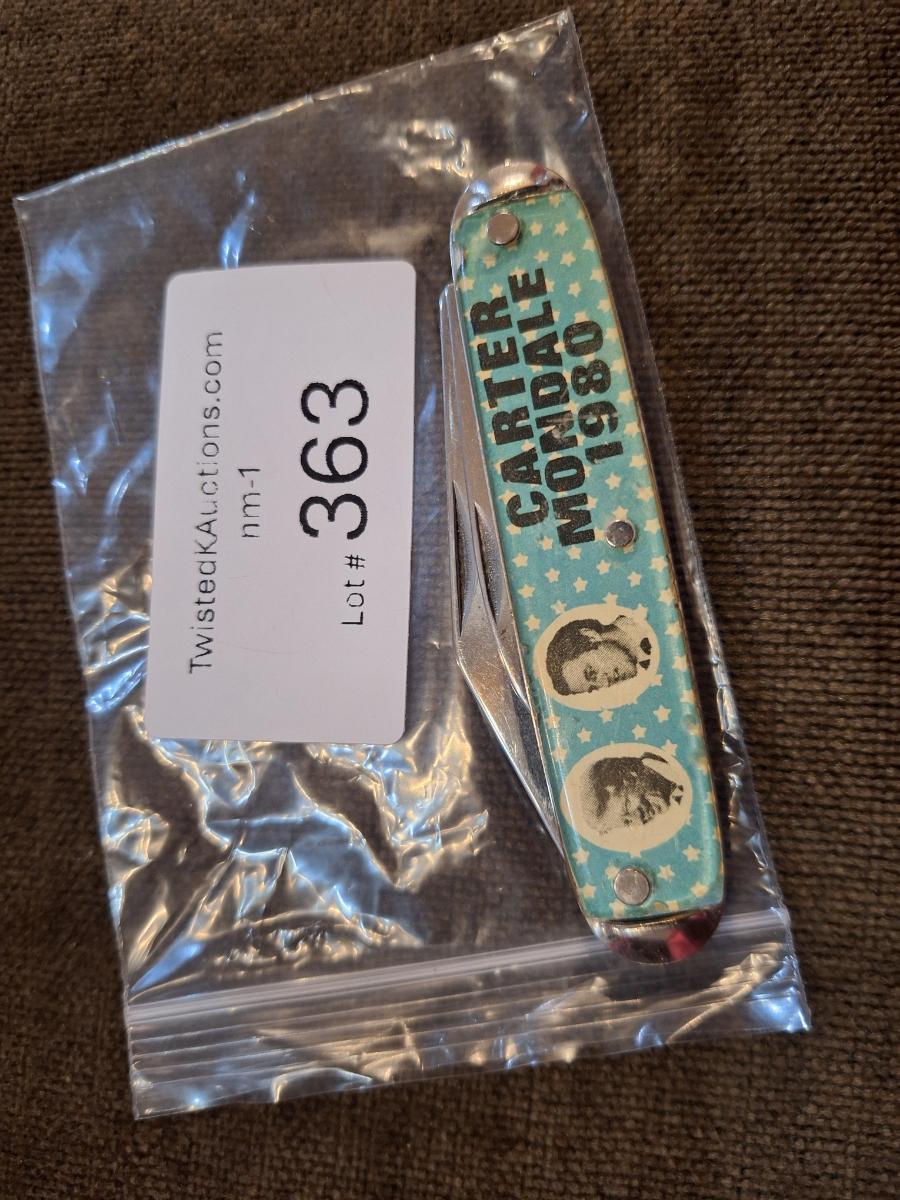 TwistedKAuctions.com
nm-1
Lot # 363
CARTER
MONDALE
1980